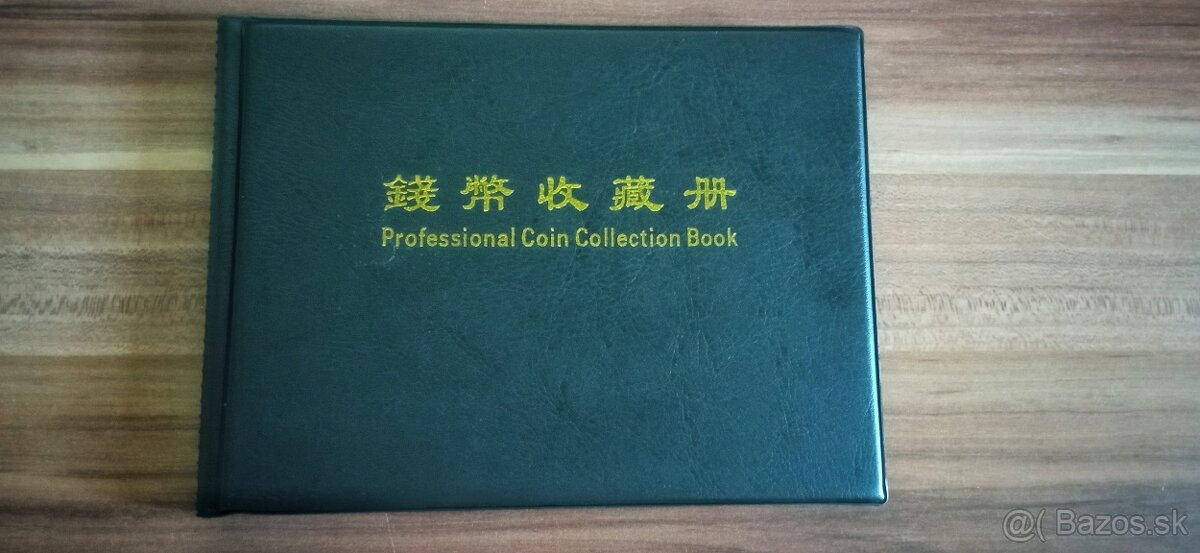 錢幣收藏册
Professional Coin Collection Book
@( Bazos.sk